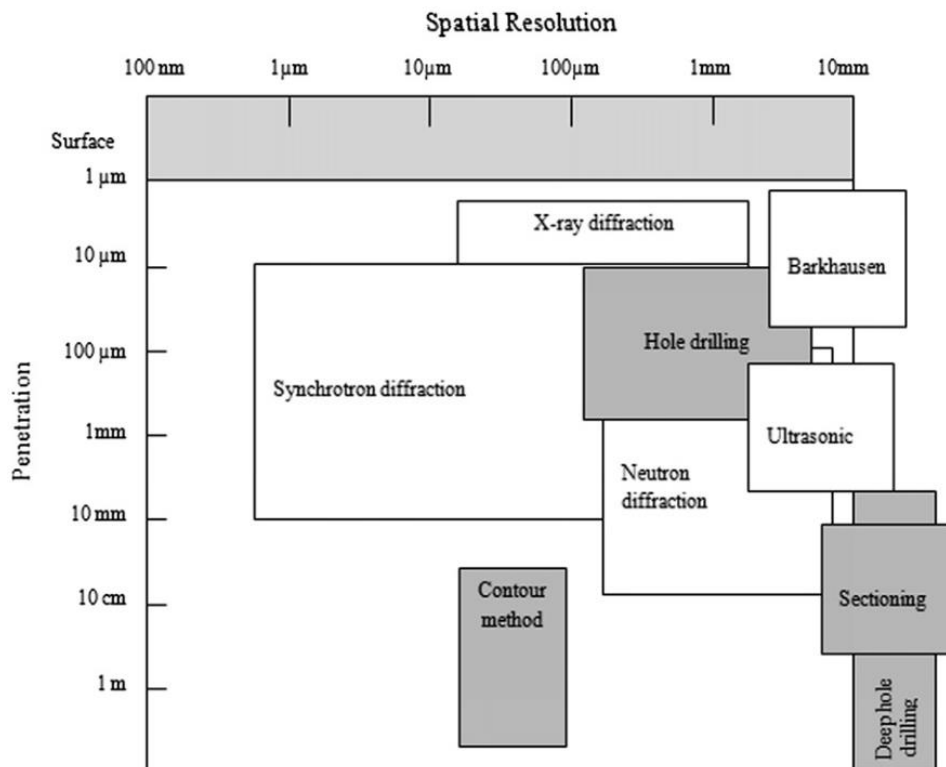 Spatial Resolution
100 nm 1µm 10µm 100µm 1mm 10mm
Surface
1 µm
X-ray diffraction
10 µm
Barkhausen
Hole drilling
100 µm
Synchrotron diffraction
Penetration
1mm
Ultrasonic
Neutron
diffraction
10 mm
Contour
method
10 cm
Sectioning
1 m
Deep hole
drilling